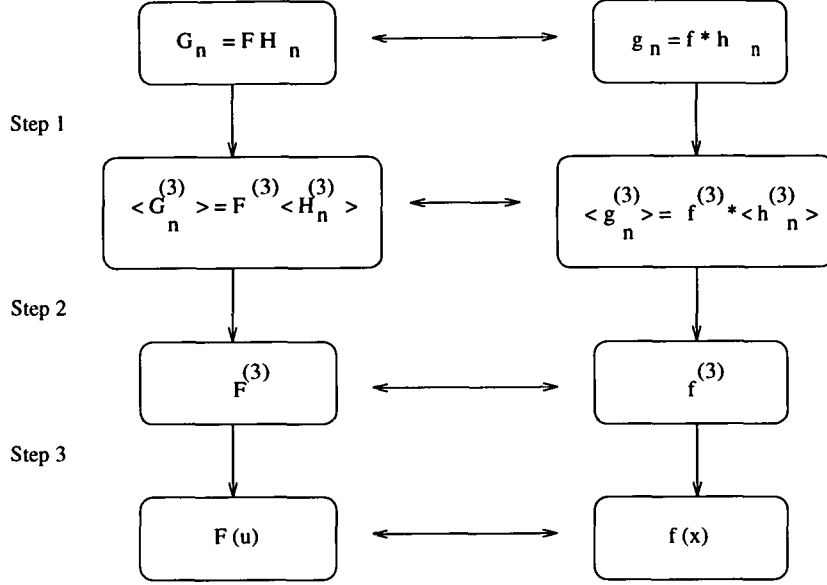 G_n = F H_n
g_n = f * h_n
Step 1
< G_n^(3) > = F^(3) < H_n^(3) >
< g_n^(3) > = f^(3) * < h_n^(3) >
Step 2
F^(3)
f^(3)
Step 3
F (u)
f (x)